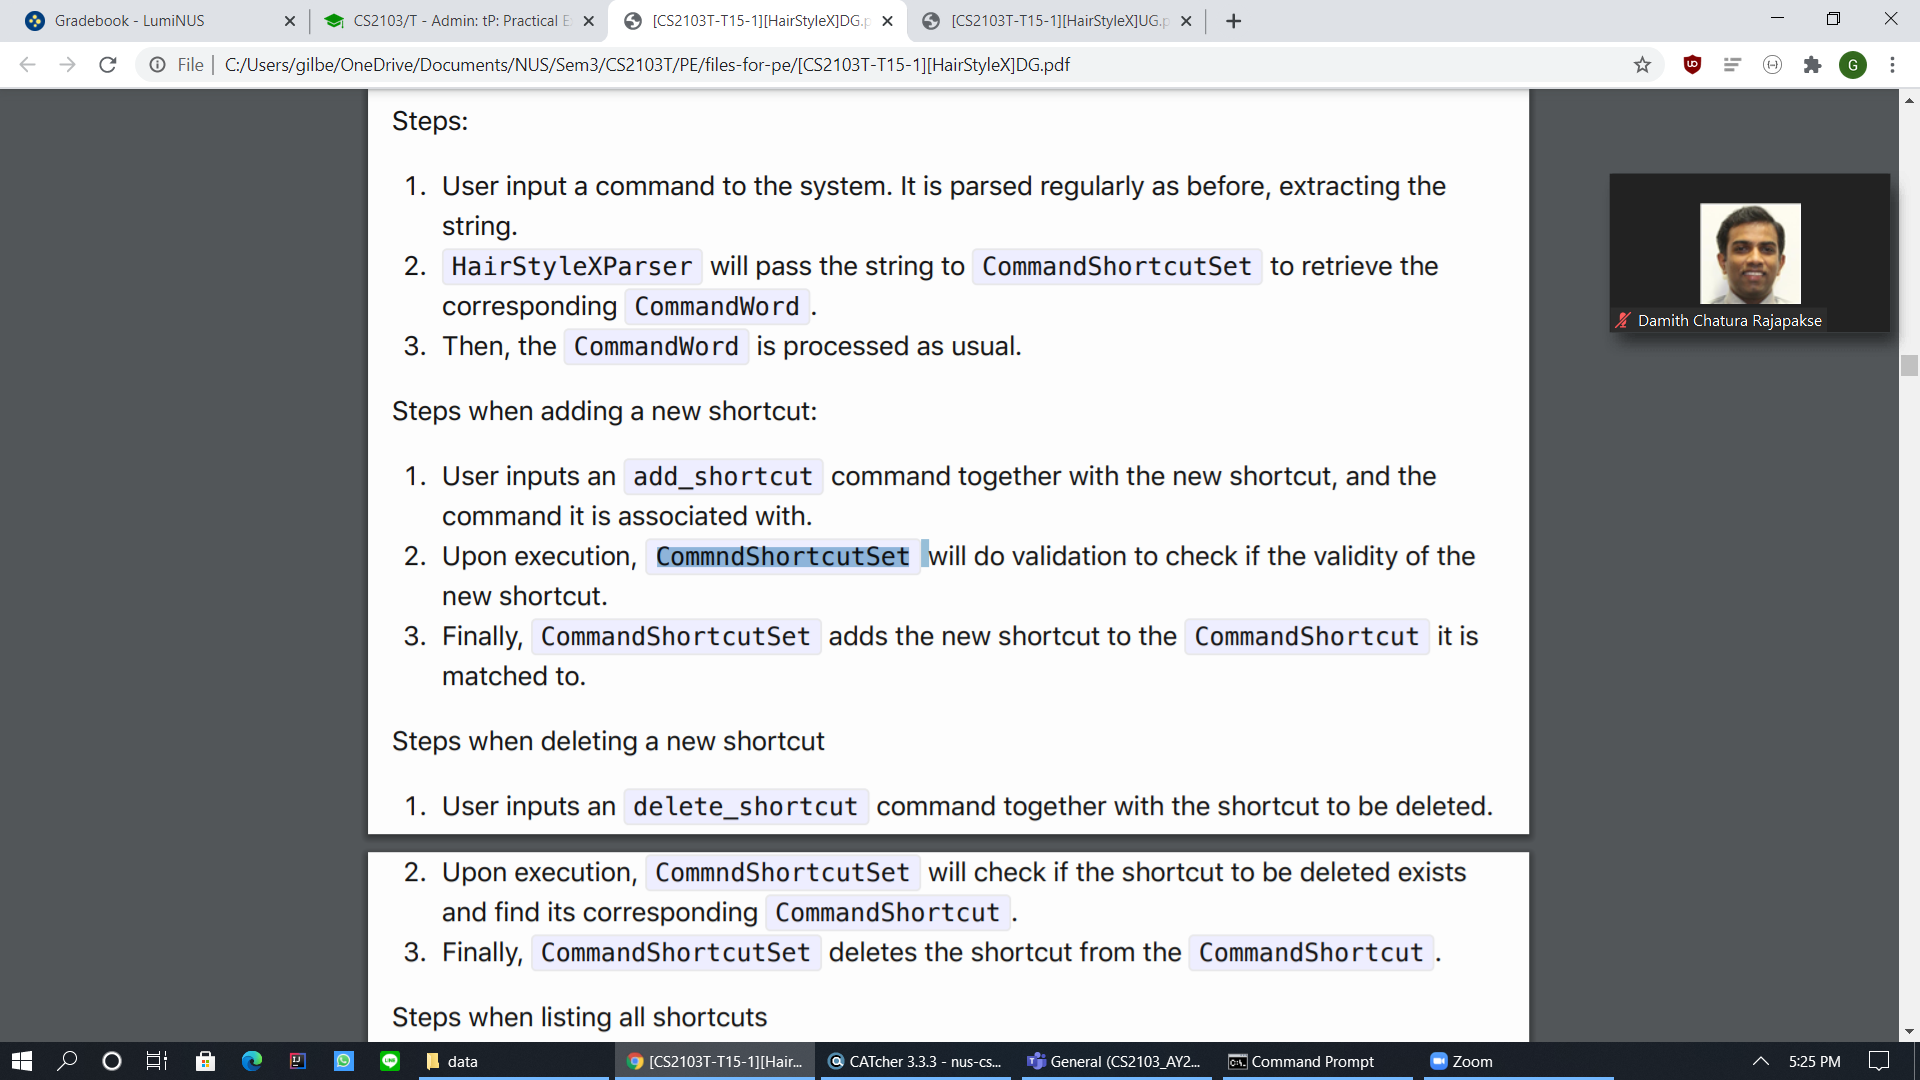 Gradebook - LumiNUS
CS2103/T - Admin: tP: Practical E
[CS2103T-T15-1][HairStyleX]DG.p
[CS2103T-T15-1][HairStyleX]UG.p
File | C:/Users/gilbe/OneDrive/Documents/NUS/Sem3/CS2103T/PE/files-for-pe/[CS2103T-T15-1][HairStyleX]DG.pdf
G
Steps:
1. User input a command to the system. It is parsed regularly as before, extracting the
string.
2. HairStyleXParser will pass the string to CommandShortcutSet to retrieve the
corresponding CommandWord .
3. Then, the CommandWord is processed as usual.
Steps when adding a new shortcut:
1. User inputs an add_shortcut command together with the new shortcut, and the
command it is associated with.
2. Upon execution, CommndShortcutSet will do validation to check if the validity of the
new shortcut.
3. Finally, CommandShortcutSet adds the new shortcut to the CommandShortcut it is
matched to.
Steps when deleting a new shortcut
1. User inputs an delete_shortcut command together with the shortcut to be deleted.
2. Upon execution, CommndShortcutSet will check if the shortcut to be deleted exists
and find its corresponding CommandShortcut .
3. Finally, CommandShortcutSet deletes the shortcut from the CommandShortcut .
Steps when listing all shortcuts
Damith Chatura Rajapakse
data
[CS2103T-T15-1][Hair...
CATcher 3.3.3 - nus-cs...
General (CS2103_AY2...
Command Prompt
Zoom
5:25 PM